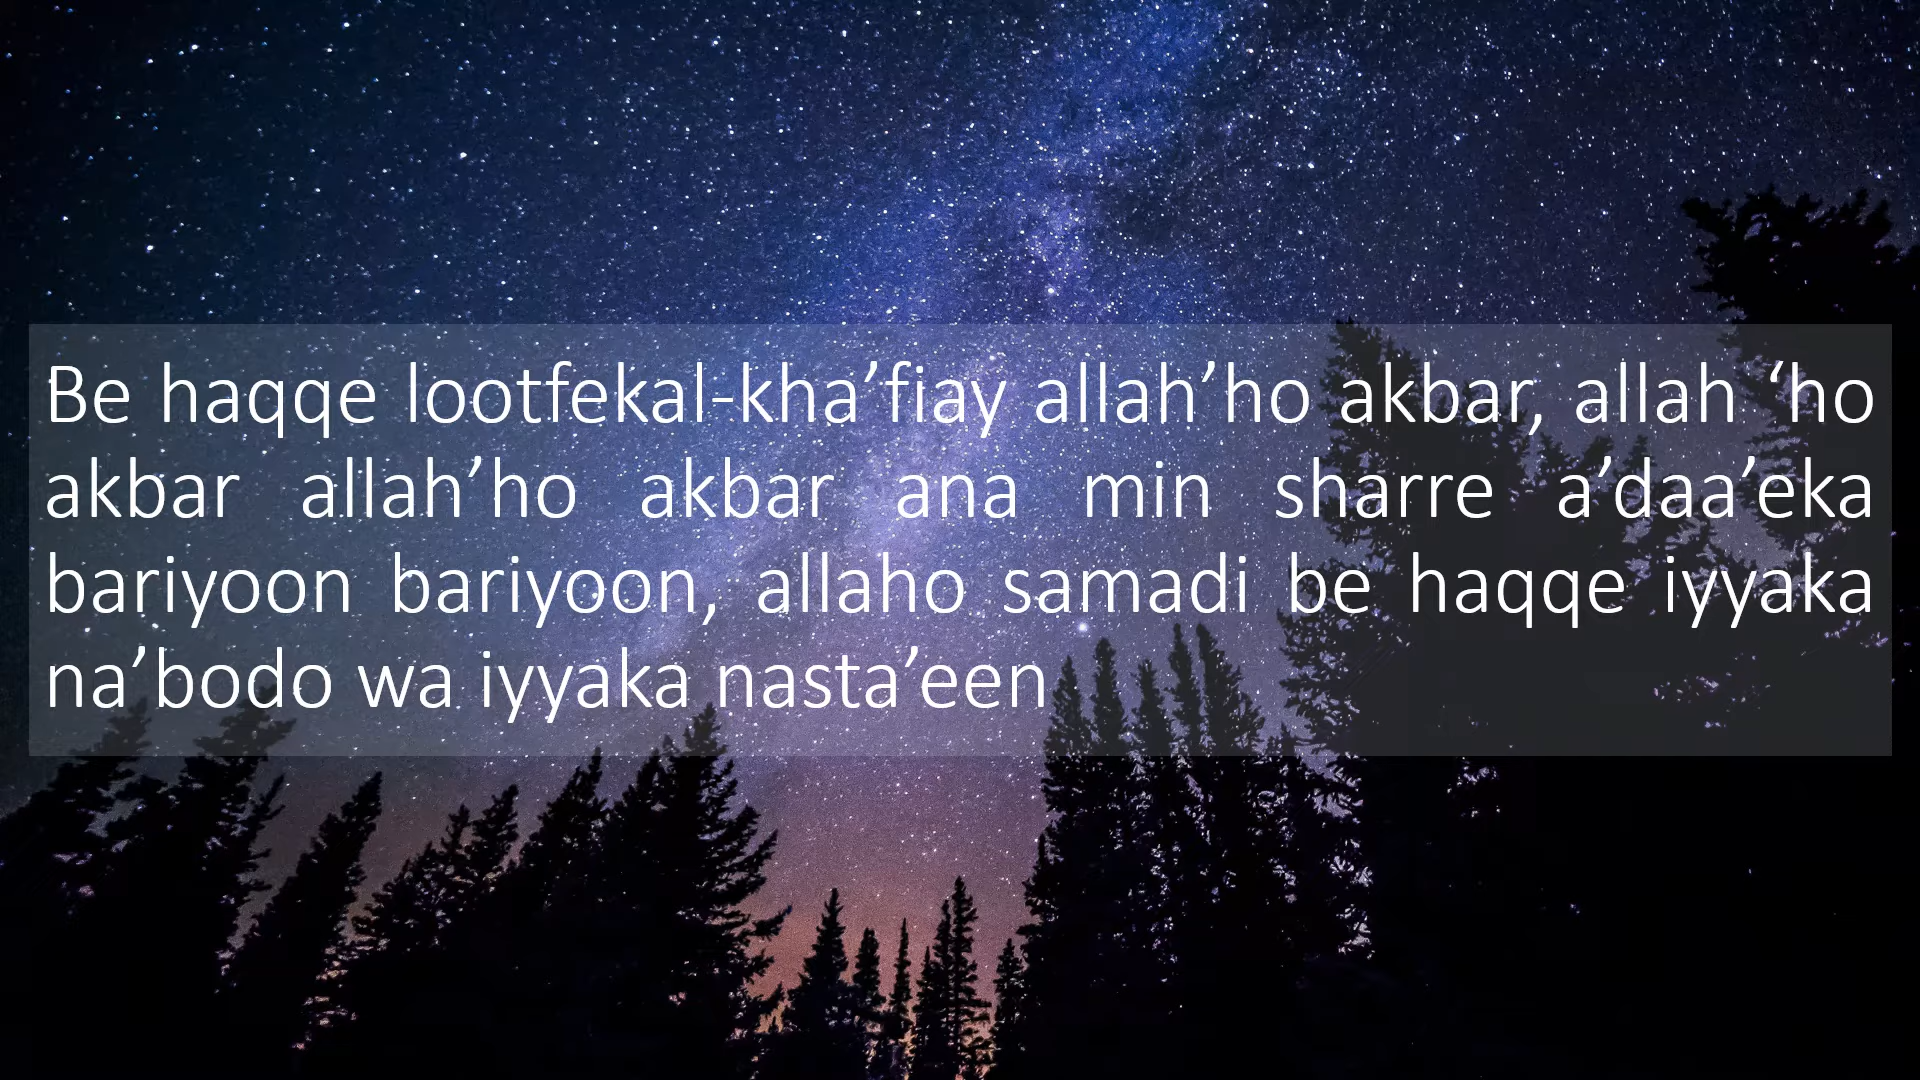 Be haqqe lootfekal-kha’fiay allah’ho akbar, allah ‘ho
akbar allah’ho akbar ana min sharre a’daa’eka
bariyoon bariyoon, allaho samadi be haqqe iyyaka
na’bodo wa iyyaka nasta’een